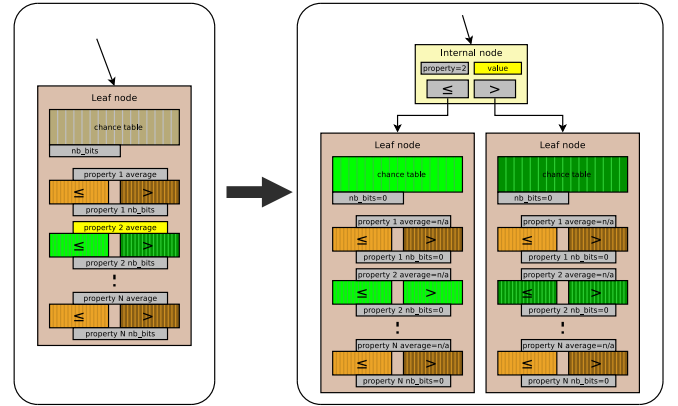 Leaf node
chance table
nb_bits
property 1 average
≤ >
property 1 nb_bits
property 2 average
≤ >
property 2 nb_bits
property N average
≤ >
property N nb_bits
Internal node
property=2 value
≤ >
Leaf node
chance table
nb_bits=0
property 1 average=n/a
≤ >
property 1 nb_bits=0
property 2 average=n/a
≤ >
property 2 nb_bits=0
property N average=n/a
≤ >
property N nb_bits=0
Leaf node
chance table
nb_bits=0
property 1 average=n/a
≤ >
property 1 nb_bits=0
property 2 average=n/a
≤ >
property 2 nb_bits=0
property N average=n/a
≤ >
property N nb_bits=0